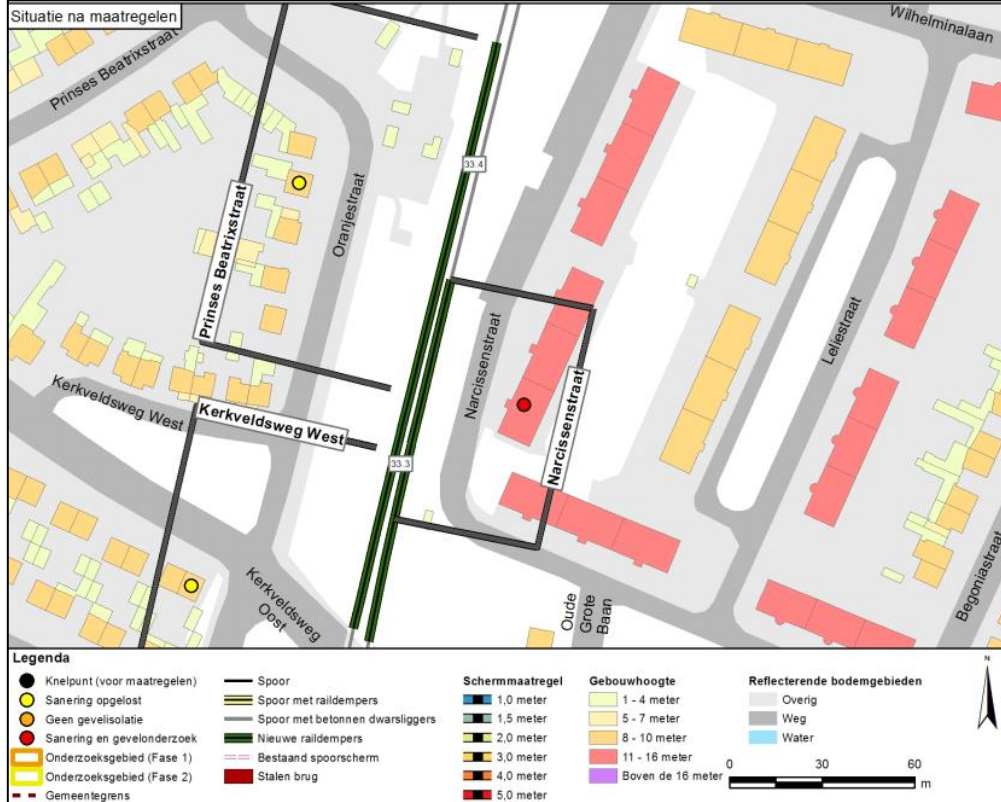 Situatie na maatregelen
Wilhelminalaan
Prinses Beatrixstraat
33.4
Oranjestraat
Prinses Beatrixstraat
Narcissenstraat
Leliestraat
Narcissenstraat
Kerkveldsweg West
Kerkveldsweg West
33.3
Kerkveldsweg
Oost
Oude
Grote
Baan
Begoniastraat
Legenda
Knelpunt (voor maatregelen)
Sanering opgelost
Geen gevelisolatie
Sanering en gevelonderzoek
Onderzoeksgebied (Fase 1)
Onderzoeksgebied (Fase 2)
Gemeentegrens
Spoor
Spoor met raildempers
Spoor met betonnen dwarsliggers
Nieuwe raildempers
Bestaand spoorscherm
Stalen brug
Schermmaatregel
1,0 meter
1,5 meter
2,0 meter
3,0 meter
4,0 meter
5,0 meter
Gebouwhoogte
1 - 4 meter
5 - 7 meter
8 - 10 meter
11 - 16 meter
Boven de 16 meter
Reflecterende bodemgebieden
Overig
Weg
Water
N
0 30 60
m